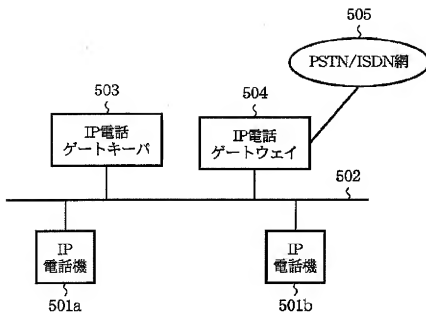 505
PSTN/ISDN網
503
504
IP電話
ゲートキーパ
IP電話
ゲートウェイ
502
IP
電話機
IP
電話機
501a
501b